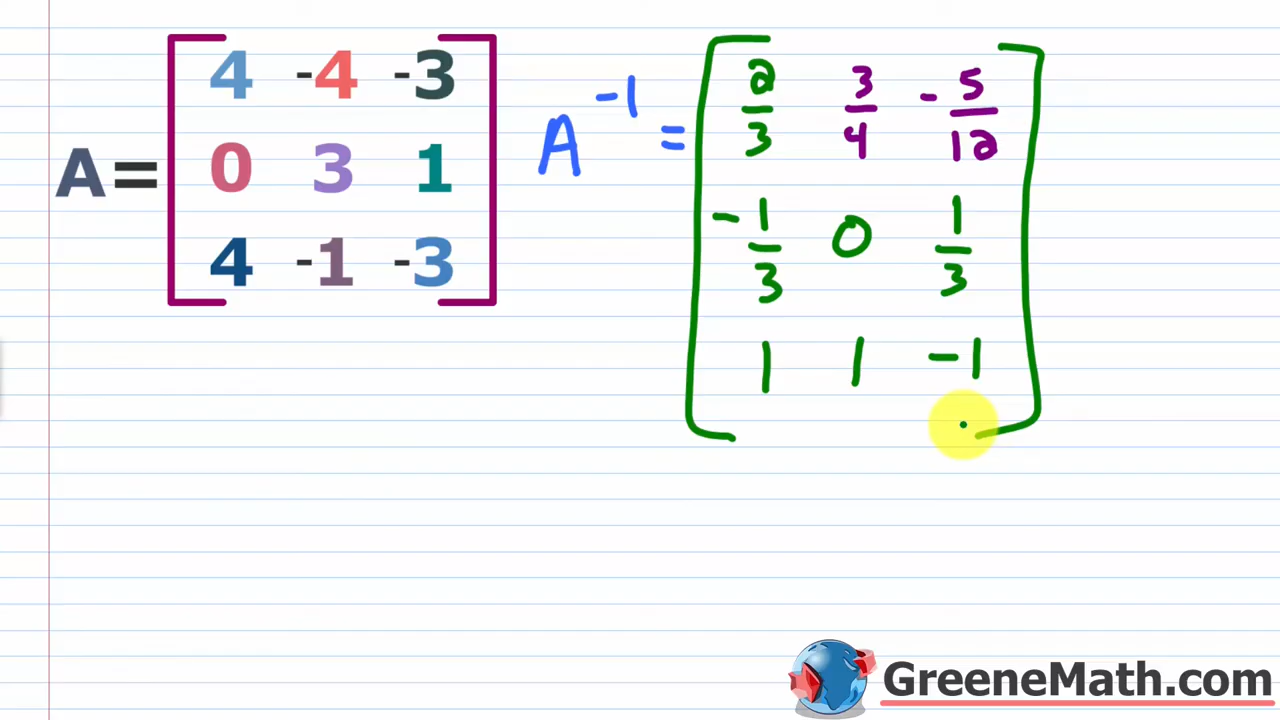 A = [ 4 -4 -3
0 3 1
4 -1 -3 ]
A^-1 = [ 2/3 3/4 -5/12
-1/3 0 1/3
1 1 -1 ]
GreeneMath.com